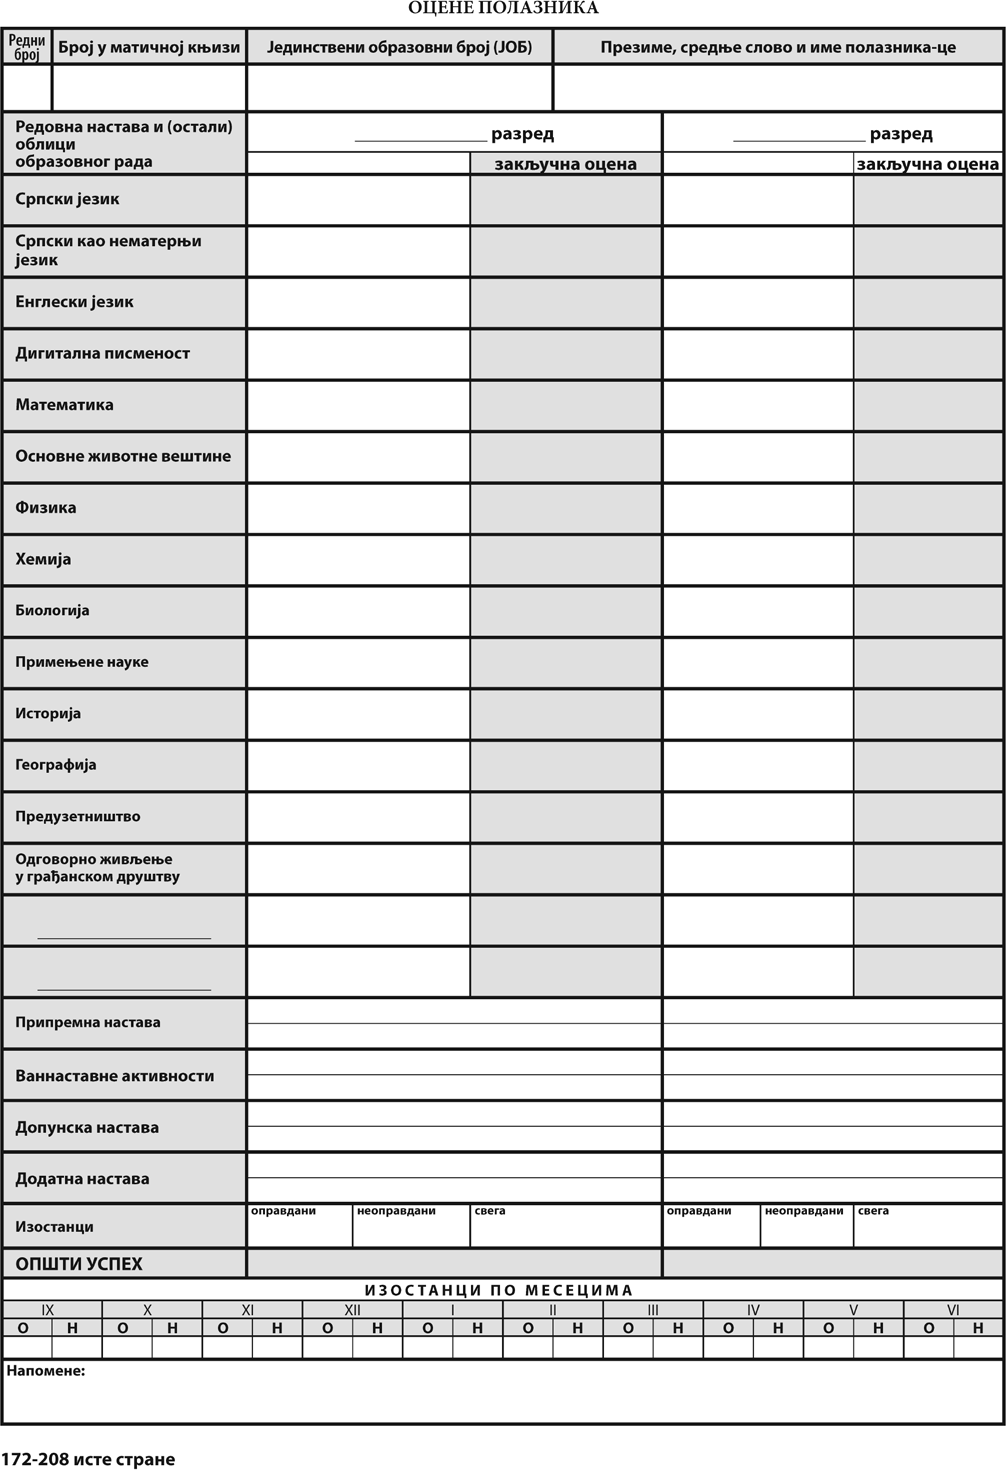 ОЦЕНЕ ПОЛАЗНИКА
Редни број
Број у матичној књизи
Јединствени образовни број (ЈОБ)
Презиме, средње слово и име полазника-це
Редовна настава и (остали)
облици
образовног рада
____________ разред
____________ разред
закључна оцена
закључна оцена
Српски језик
Српски као нематерњи
језик
Енглески језик
Дигитална писменост
Математика
Основне животне вештине
Физика
Хемија
Биологија
Примењене науке
Историја
Географија
Предузетништво
Одговорно живљење
у грађанском друштву
Припремна настава
Ваннаставне активности
Допунска настава
Додатна настава
Изостанци
оправдани неоправдани свега оправдани неоправдани свега
ОПШТИ УСПЕХ
ИЗОСТАНЦИ ПО МЕСЕЦИМА
IX X XI XII I II III IV V VI
О Н О Н О Н О Н О Н О Н О Н О Н О Н О Н
Напомене:
172-208 исте стране